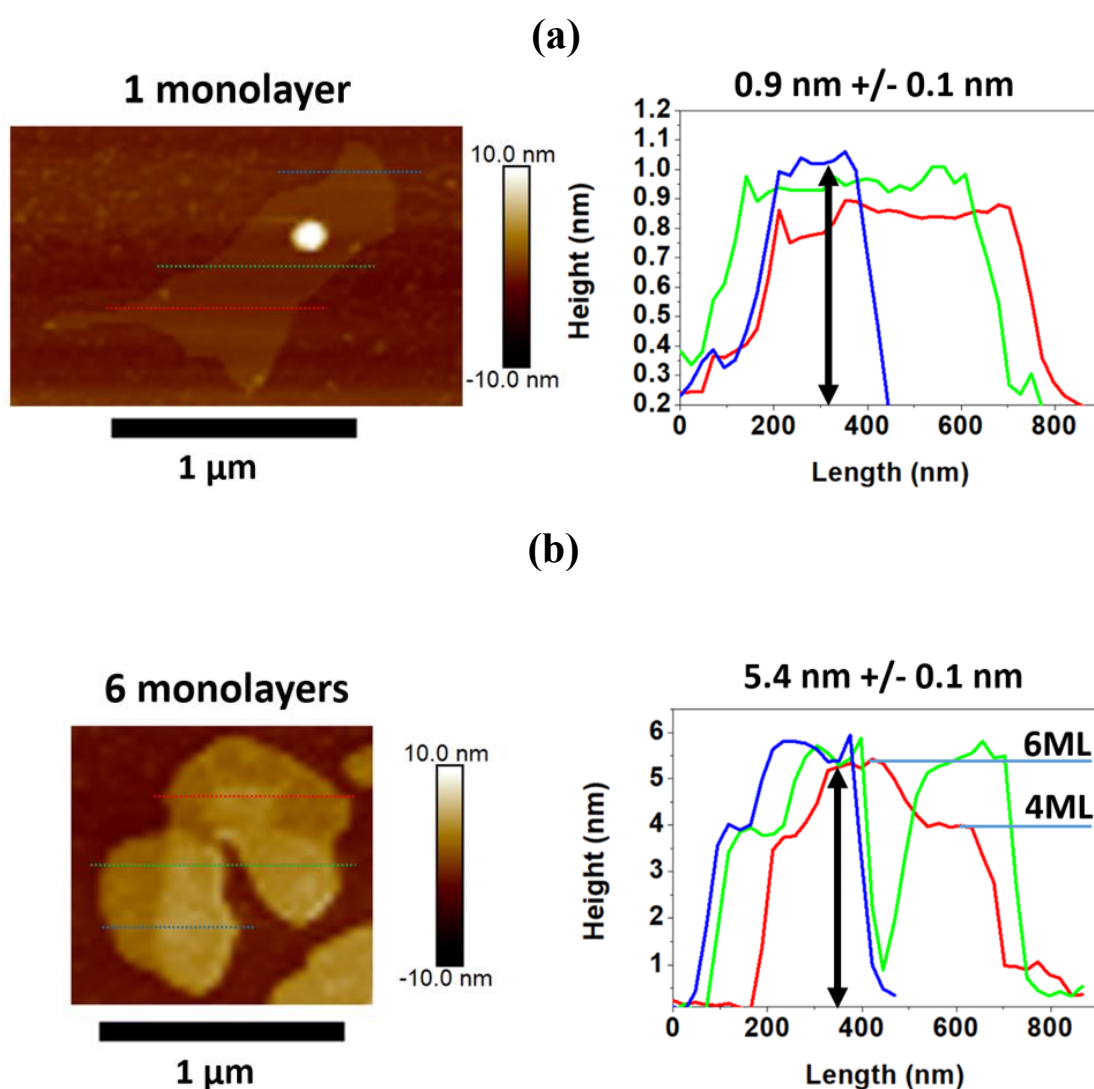 (a)
1 monolayer
10.0 nm
-10.0 nm
1 µm
0.9 nm +/- 0.1 nm
Height (nm)
1.2
1.1
1.0
0.9
0.8
0.7
0.6
0.5
0.4
0.3
0.2
0 200 400 600 800
Length (nm)
(b)
6 monolayers
10.0 nm
-10.0 nm
1 µm
5.4 nm +/- 0.1 nm
Height (nm)
6
5
4
3
2
1
6ML
4ML
0 200 400 600 800
Length (nm)